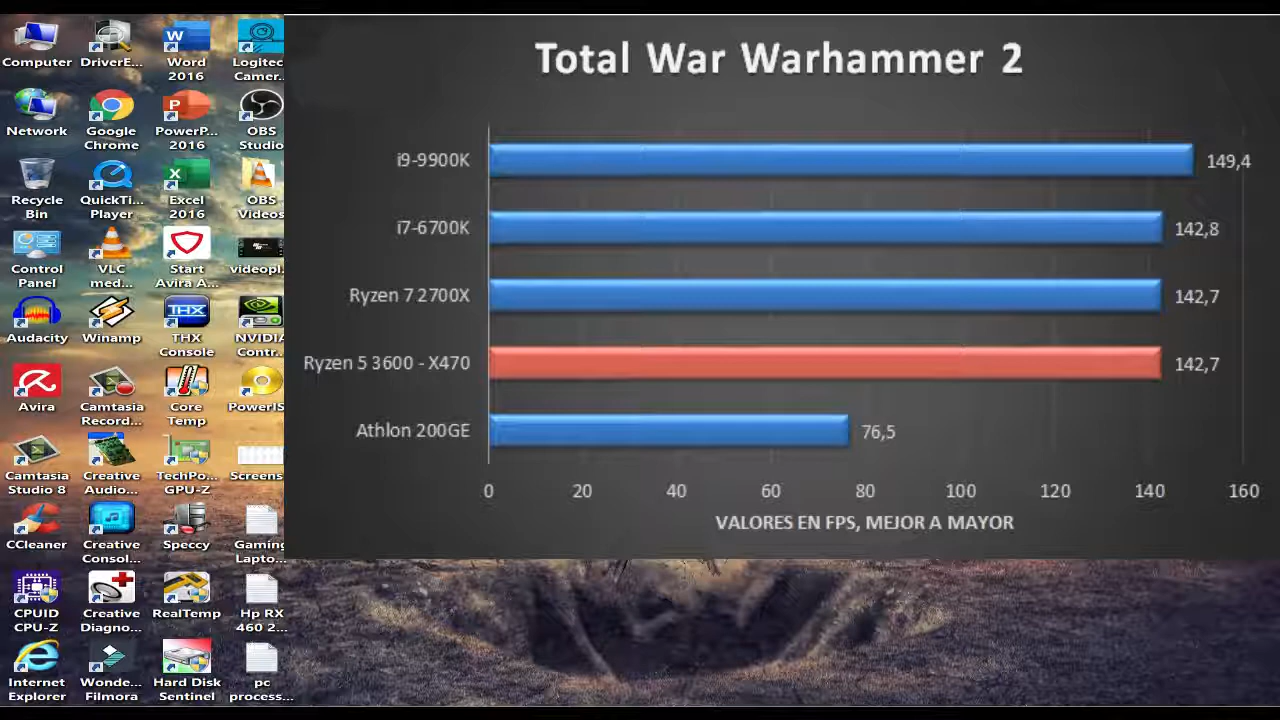 Computer
DriverE...
Word
2016
Logitec
Camer...
Network
Google
Chrome
PowerP...
2016
OBS
Studio
Recycle
Bin
QuickTi...
Player
Excel
2016
OBS
Videos
Control
Panel
VLC
med...
Start
Avira A...
videopl.
Audacity
Winamp
THX
THX
Console
NVIDIA
Contr...
Avira
Camtasia
Record...
Core
Temp
PowerIS
Camtasia
Studio 8
Creative
Audio...
TechPo...
GPU-Z
Screens
CCleaner
Creative
Consol...
Speccy
Gaming
Lapto...
CPUID
CPU-Z
Creative
Diagno...
RealTemp
Hp RX
460 2...
Internet
Explorer
Wonde...
Filmora
Hard Disk
Sentinel
pc
process...
Total War Warhammer 2
i9-9900K 149,4
i7-6700K 142,8
Ryzen 7 2700X 142,7
Ryzen 5 3600 - X470 142,7
Athlon 200GE 76,5
0 20 40 60 80 100 120 140 160
VALORES EN FPS, MEJOR A MAYOR